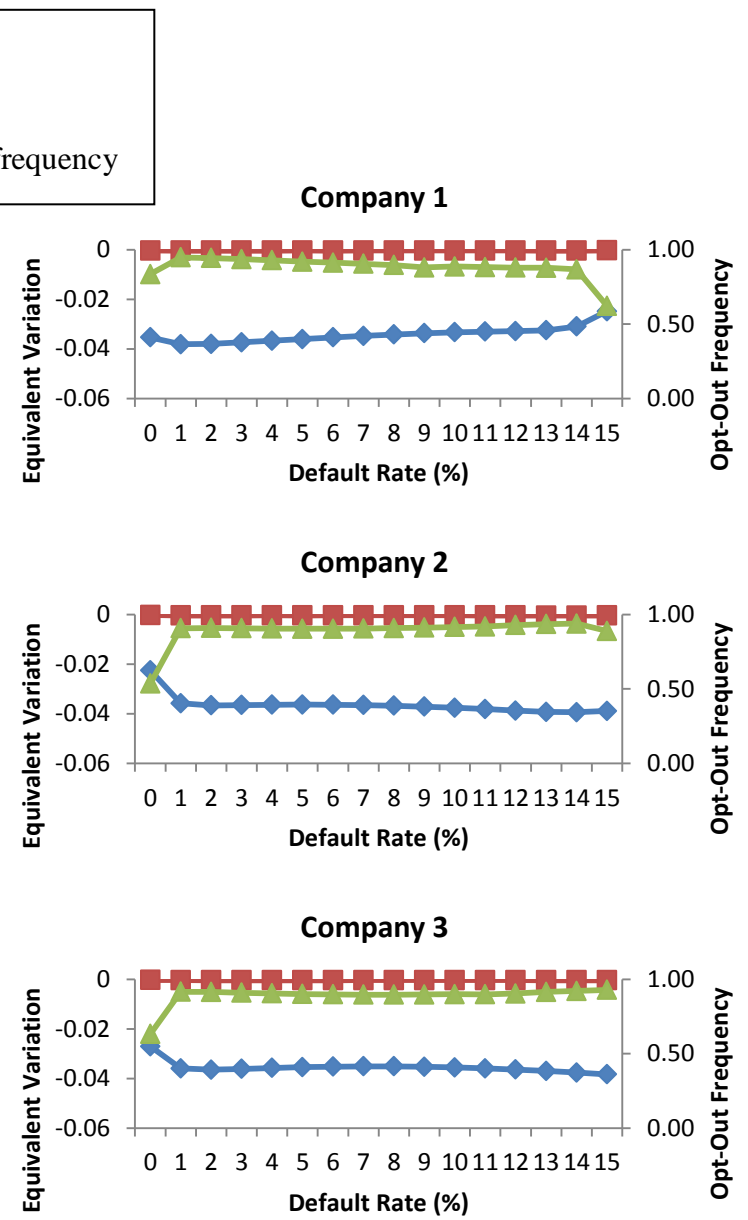 requency
Company 1
Equivalent Variation
0
-0.02
-0.04
-0.06
1.00
0.50
0.00
Opt-Out Frequency
0 1 2 3 4 5 6 7 8 9 10 11 12 13 14 15
Default Rate (%)
Company 2
Equivalent Variation
0
-0.02
-0.04
-0.06
1.00
0.50
0.00
Opt-Out Frequency
0 1 2 3 4 5 6 7 8 9 10 11 12 13 14 15
Default Rate (%)
Company 3
Equivalent Variation
0
-0.02
-0.04
-0.06
1.00
0.50
0.00
Opt-Out Frequency
0 1 2 3 4 5 6 7 8 9 10 11 12 13 14 15
Default Rate (%)